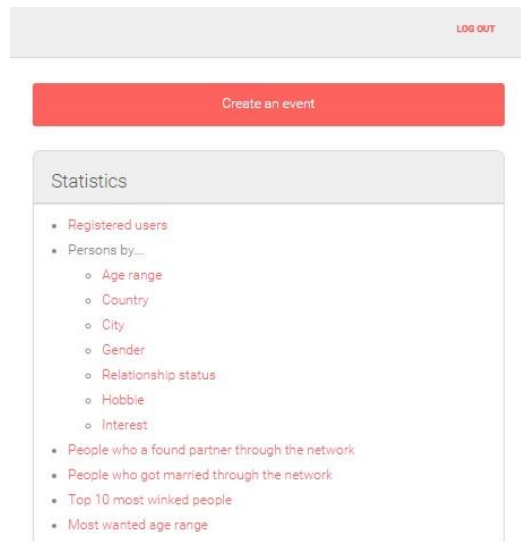 LOG OUT
Create an event
Statistics
Registered users
Persons by...
Age range
Country
City
Gender
Relationship status
Hobbie
Interest
People who a found partner through the network
People who got married through the network
Top 10 most winked people
Most wanted age range